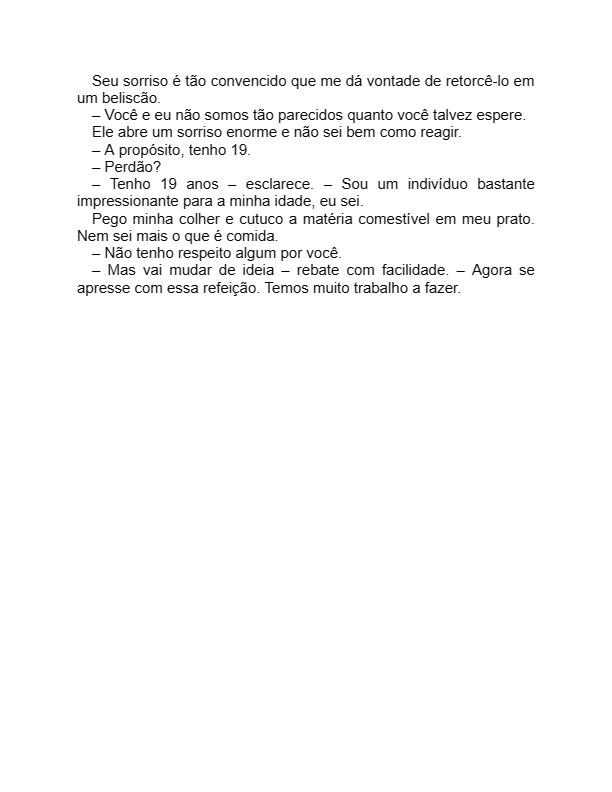 Seu sorriso é tão convencido que me dá vontade de retorcê-lo em
um beliscão.
– Você e eu não somos tão parecidos quanto você talvez espere.
Ele abre um sorriso enorme e não sei bem como reagir.
– A propósito, tenho 19.
– Perdão?
– Tenho 19 anos – esclarece. – Sou um indivíduo bastante
impressionante para a minha idade, eu sei.
Pego minha colher e cutuco a matéria comestível em meu prato.
Nem sei mais o que é comida.
– Não tenho respeito algum por você.
– Mas vai mudar de ideia – rebate com facilidade. – Agora se
apresse com essa refeição. Temos muito trabalho a fazer.